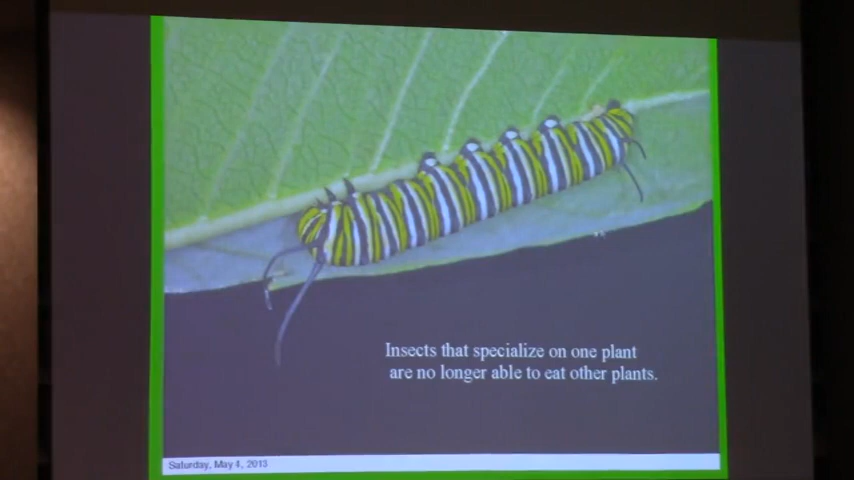 Insects that specialize on one plant
are no longer able to eat other plants.
Saturday, May 4, 2013